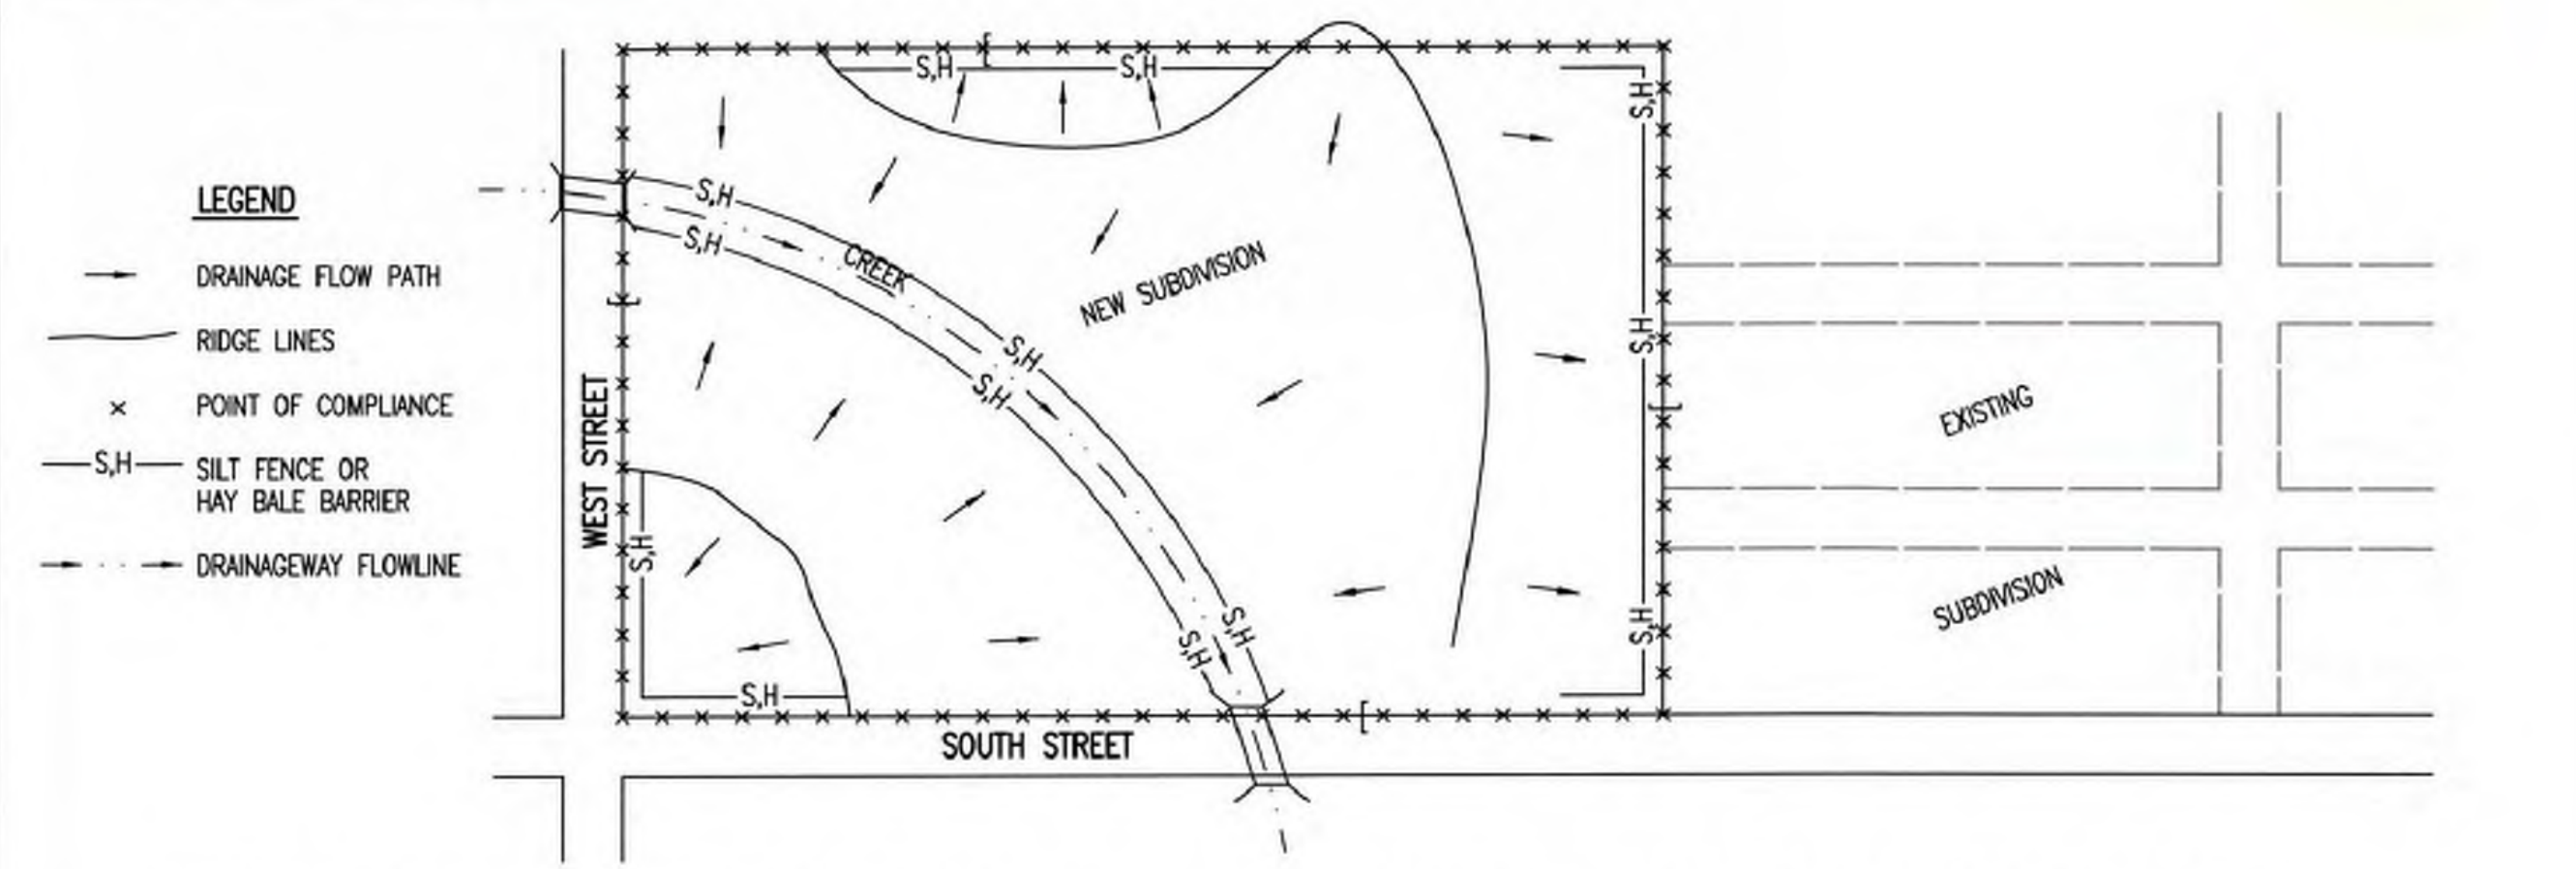 LEGEND
DRAINAGE FLOW PATH
RIDGE LINES
× POINT OF COMPLIANCE
S,H SILT FENCE OR
HAY BALE BARRIER
DRAINAGEWAY FLOWLINE
S,H
S,H
S,H
S,H
S,H
CREEK
NEW SUBDIVISION
S,H
S,H
S,H
EXISTING
WEST STREET
S,H
S,H
S,H
S,H
S,H
SUBDIVISION
SOUTH STREET